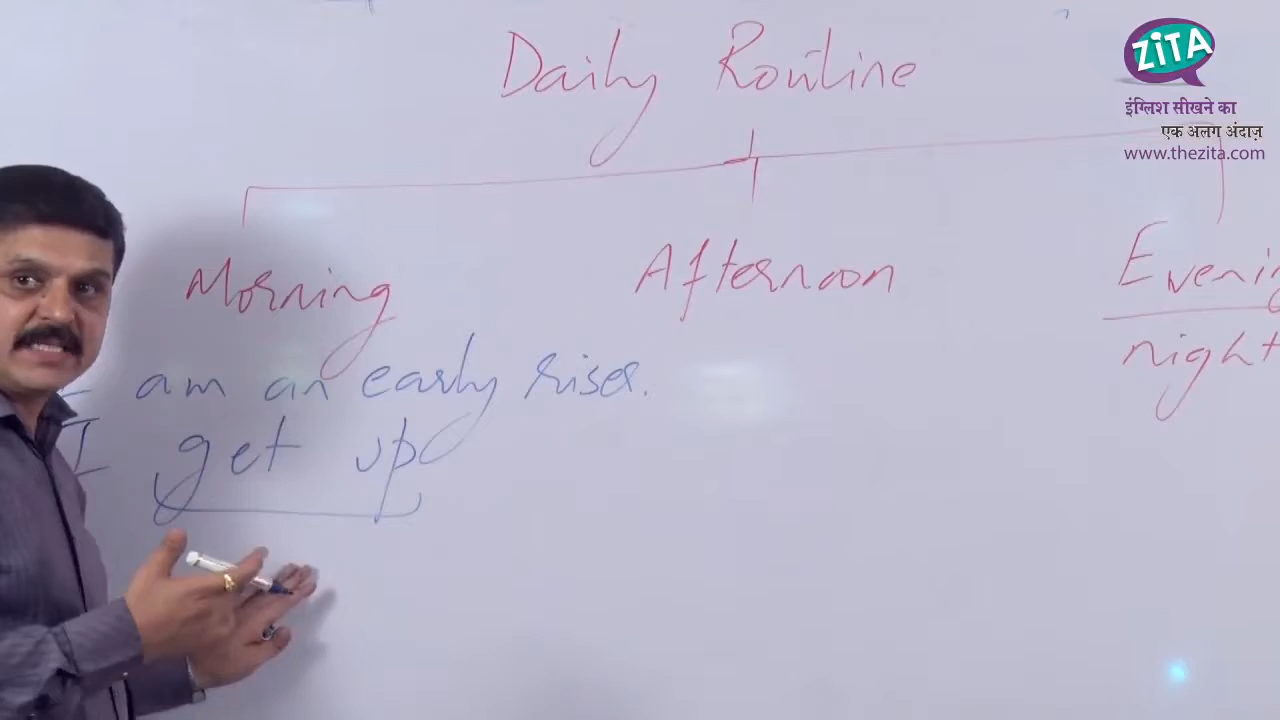 Daily Routine
ZiTA
इंग्लिश सीखने का
एक अलग अंदाज़
www.thezita.com
Morning Afternoon Evening
night
I am an early riser.
I get up